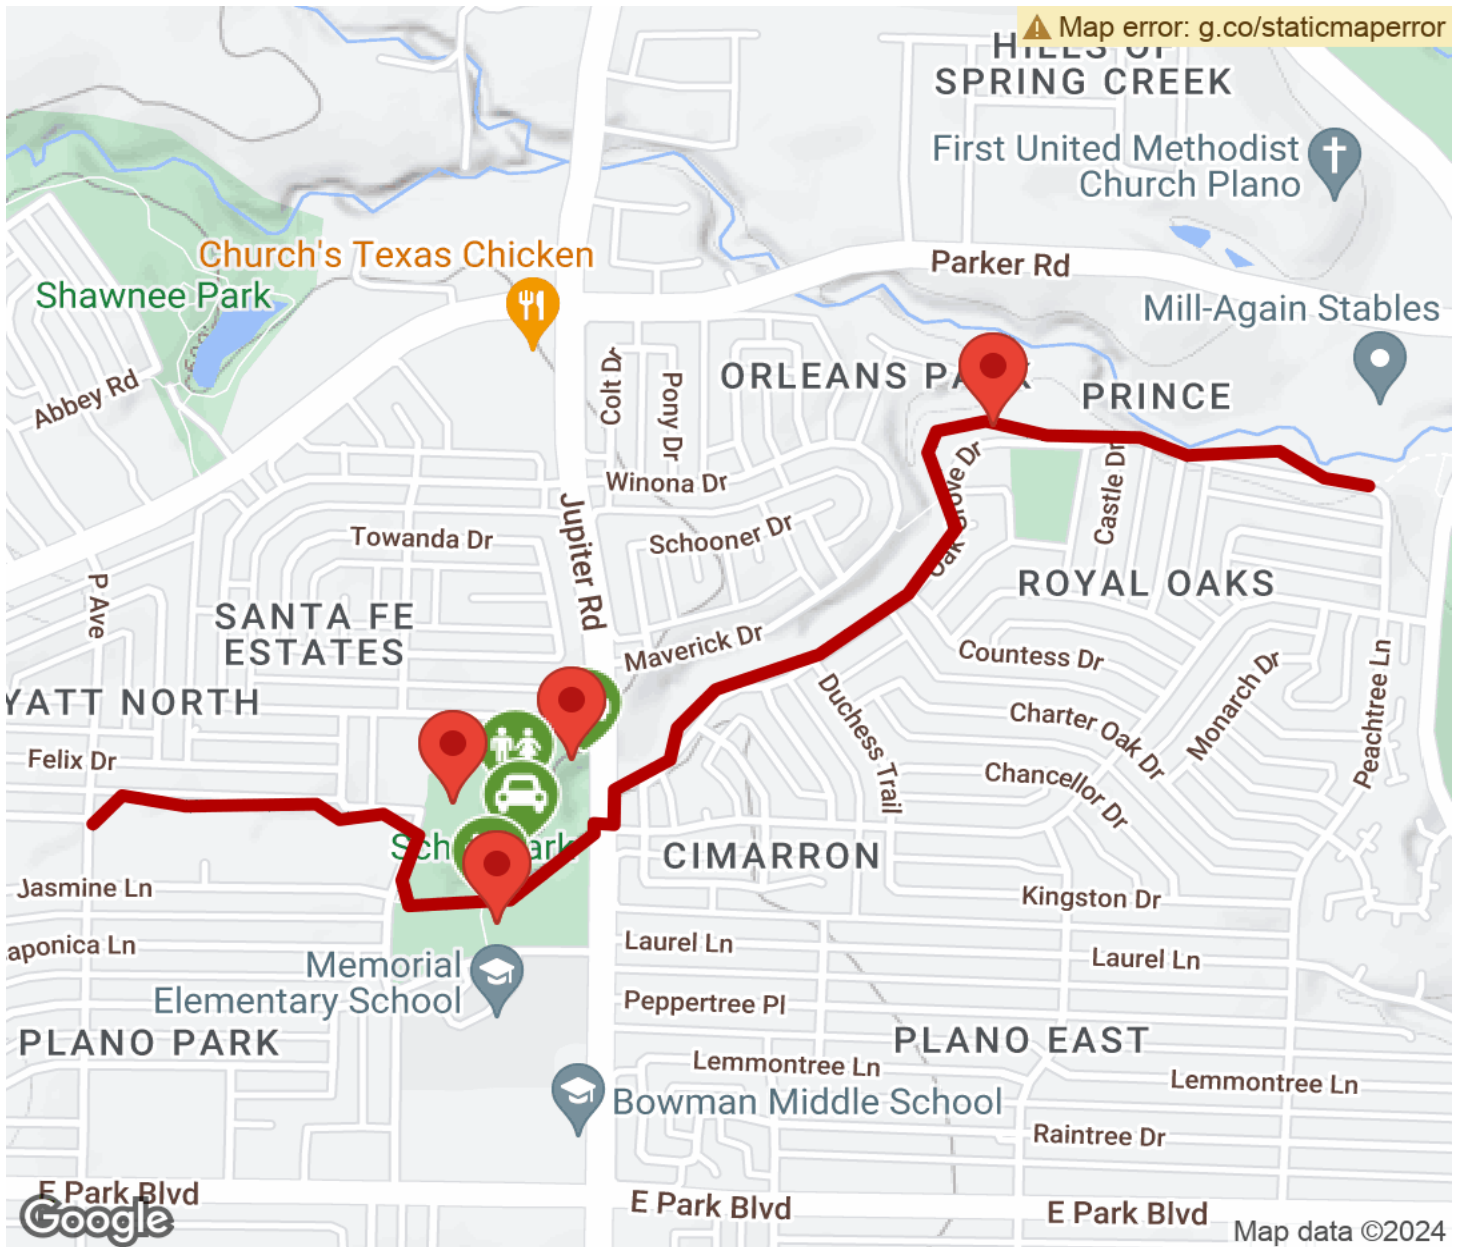 Map error: g.co/staticmaperror
HILLS OF
SPRING CREEK
First United Methodist
Church Plano
Church's Texas Chicken
Parker Rd
Shawnee Park
Mill-Again Stables
Abbey Rd
Colt Dr
Pony Dr
ORLEANS
PRINCE
Winona Dr
Oak Grove Dr
Castle Dr
Jupiter Rd
Towanda Dr
Schooner Dr
P Ave
SANTA FE
ESTATES
ROYAL OAKS
Maverick Dr
Countess Dr
Monarch Dr
Peachtree Ln
YATT NORTH
Duchess Trail
Charter Oak Dr
Felix Dr
Chancellor Dr
Sch
ark
CIMARRON
Jasmine Ln
Kingston Dr
aponica Ln
Laurel Ln
Laurel Ln
Memorial
Elementary School
Peppertree Pl
PLANO PARK
PLANO EAST
Lemmontree Ln
Lemmontree Ln
Bowman Middle School
Raintree Dr
E Park Blvd
E Park Blvd
E Park Blvd
Google
Map data ©2024